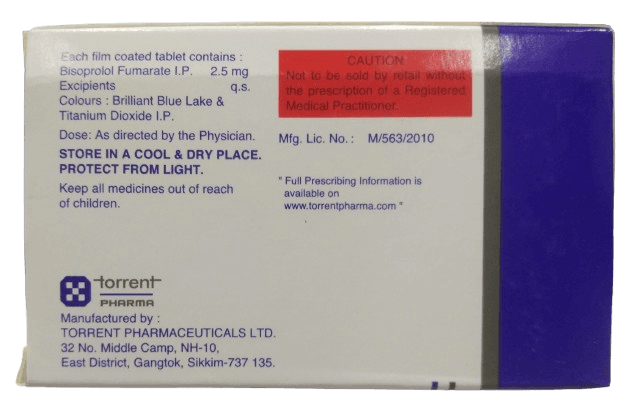 Each film coated tablet contains :
Bisoprolol Fumarate I.P. 2.5 mg
Excipients q.s.
Colours : Brilliant Blue Lake &
Titanium Dioxide I.P.
Dose: As directed by the Physician.
STORE IN A COOL & DRY PLACE.
PROTECT FROM LIGHT.
Keep all medicines out of reach
of children.
CAUTION
Not to be sold by retail without
the prescription of a Registered
Medical Practitioner.
Mfg. Lic. No. : M/563/2010
" Full Prescribing Information is
available on
www.torrentpharma.com "
torrent
PHARMA
Manufactured by :
TORRENT PHARMACEUTICALS LTD.
32 No. Middle Camp, NH-10,
East District, Gangtok, Sikkim-737 135.